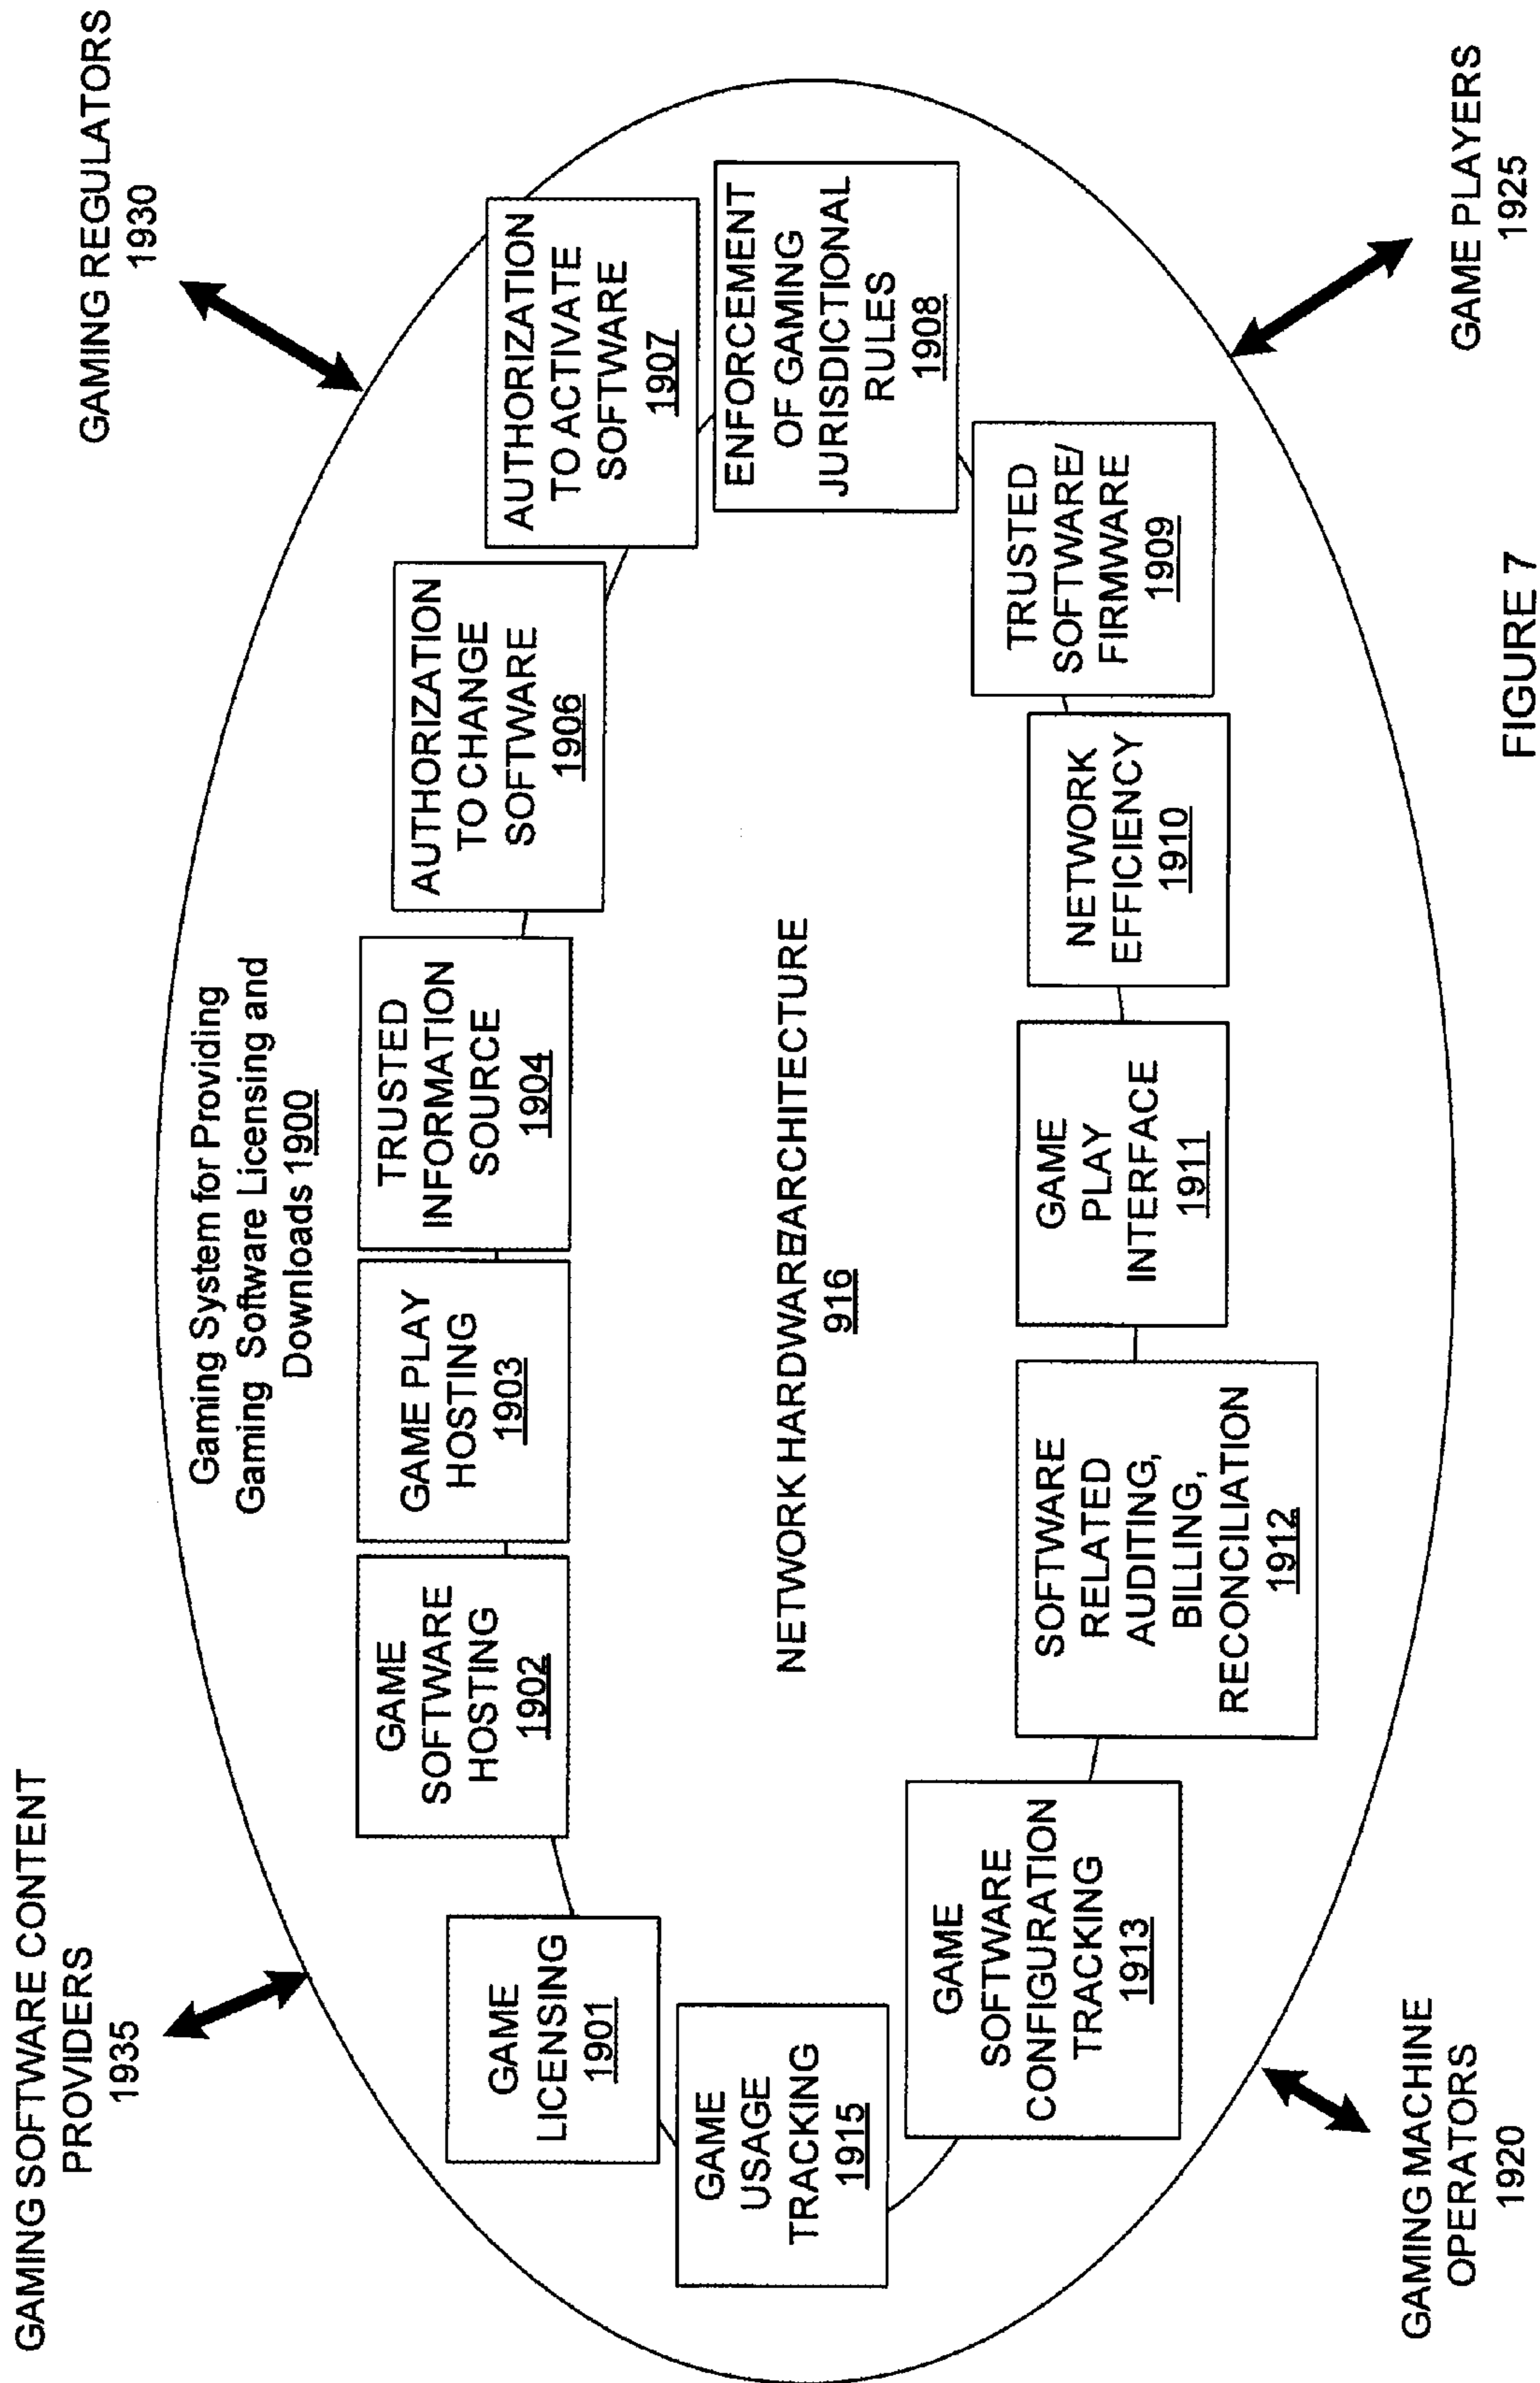 GAMING SOFTWARE CONTENT
PROVIDERS
1935
GAMING REGULATORS
1930
Gaming System for Providing
Gaming Software Licensing and
Downloads 1900
GAME
LICENSING
1901
GAME
SOFTWARE
HOSTING
1902
GAME PLAY
HOSTING
1903
TRUSTED
INFORMATION
SOURCE
1904
AUTHORIZATION
TO CHANGE
SOFTWARE
1906
AUTHORIZATION
TO ACTIVATE
SOFTWARE
1907
ENFORCEMENT
OF GAMING
JURISDICTIONAL
RULES
1908
TRUSTED
SOFTWARE/
FIRMWARE
1909
NETWORK
EFFICIENCY
1910
GAME
PLAY
INTERFACE
1911
SOFTWARE
RELATED
AUDITING,
BILLING,
RECONCILIATION
1912
GAME
SOFTWARE
CONFIGURATION
TRACKING
1913
GAME
USAGE
TRACKING
1915
NETWORK HARDWARE/ARCHITECTURE
916
GAMING MACHINE
OPERATORS
1920
GAME PLAYERS
1925
FIGURE 7